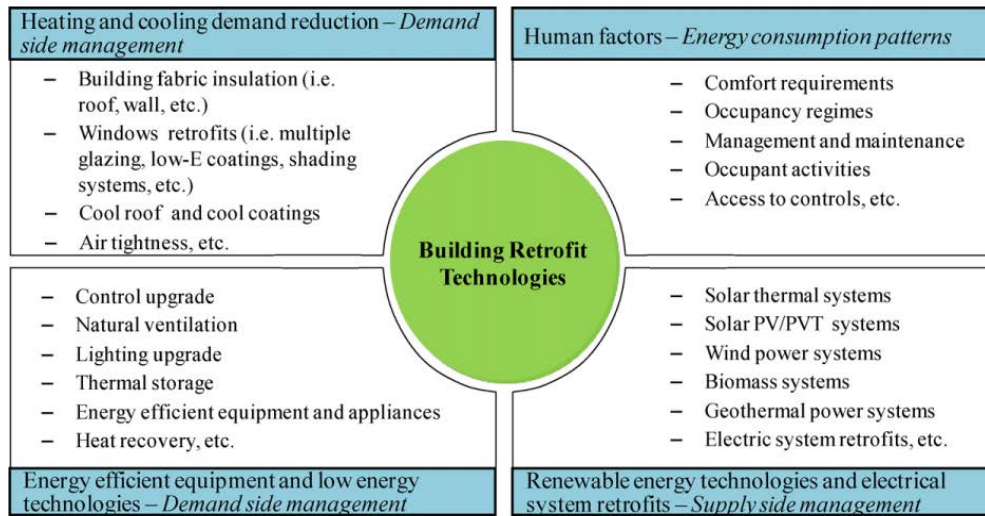 Heating and cooling demand reduction – Demand
side management
– Building fabric insulation (i.e.
roof, wall, etc.)
– Windows retrofits (i.e. multiple
glazing, low-E coatings, shading
systems, etc.)
– Cool roof and cool coatings
– Air tightness, etc.
Human factors – Energy consumption patterns
– Comfort requirements
– Occupancy regimes
– Management and maintenance
– Occupant activities
– Access to controls, etc.
Building Retrofit
Technologies
– Control upgrade
– Natural ventilation
– Lighting upgrade
– Thermal storage
– Energy efficient equipment and appliances
– Heat recovery, etc.
Energy efficient equipment and low energy
technologies – Demand side management
– Solar thermal systems
– Solar PV/PVT systems
– Wind power systems
– Biomass systems
– Geothermal power systems
– Electric system retrofits, etc.
Renewable energy technologies and electrical
system retrofits – Supply side management